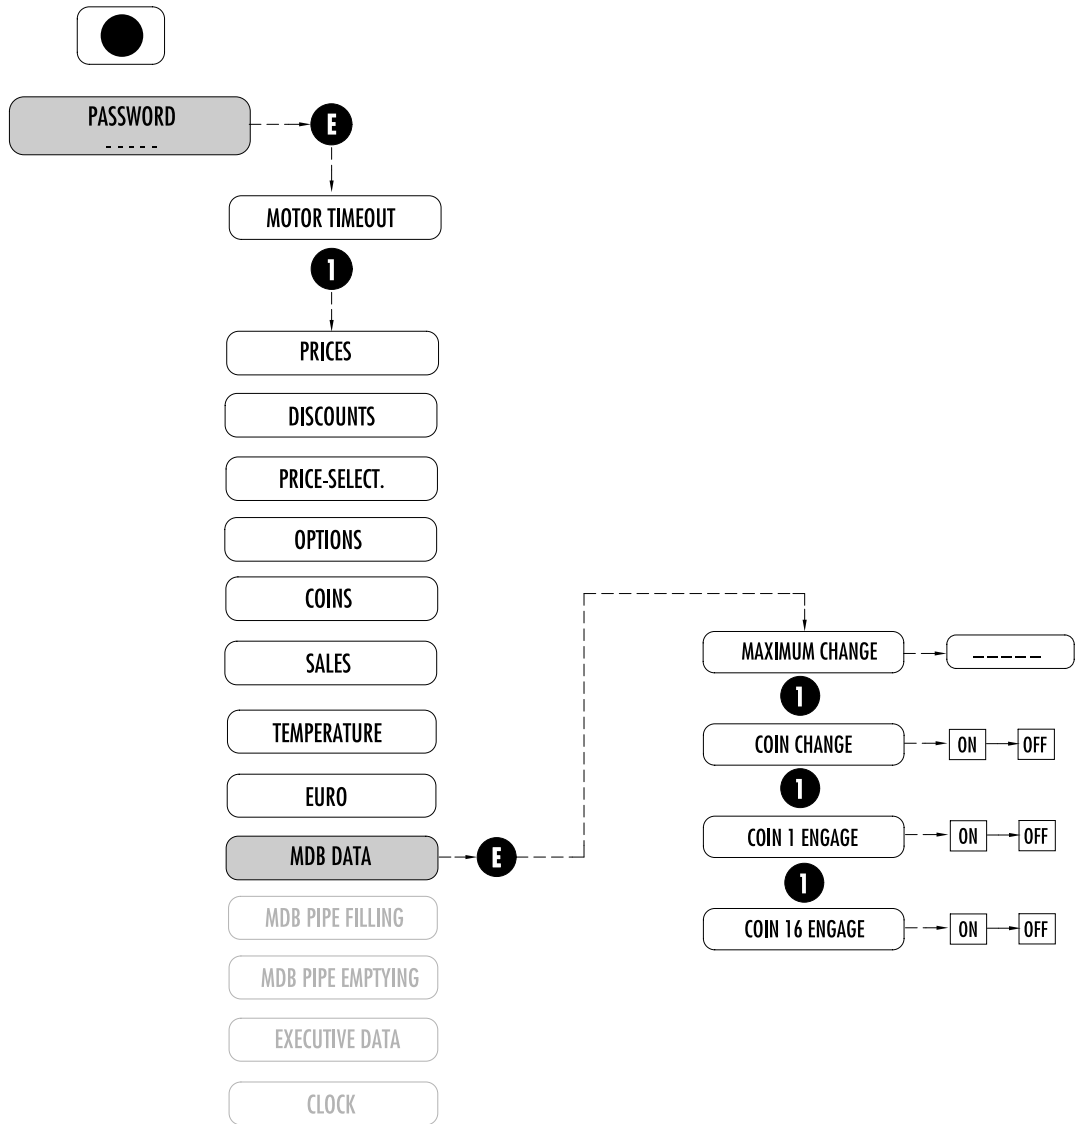 PASSWORD
- - - - -
E
MOTOR TIMEOUT
1
PRICES
DISCOUNTS
PRICE-SELECT.
OPTIONS
COINS
SALES
TEMPERATURE
EURO
MDB DATA
E
MDB PIPE FILLING
MDB PIPE EMPTYING
EXECUTIVE DATA
CLOCK
MAXIMUM CHANGE
_ _ _ _ _
1
COIN CHANGE
ON OFF
1
COIN 1 ENGAGE
ON OFF
1
COIN 16 ENGAGE
ON OFF